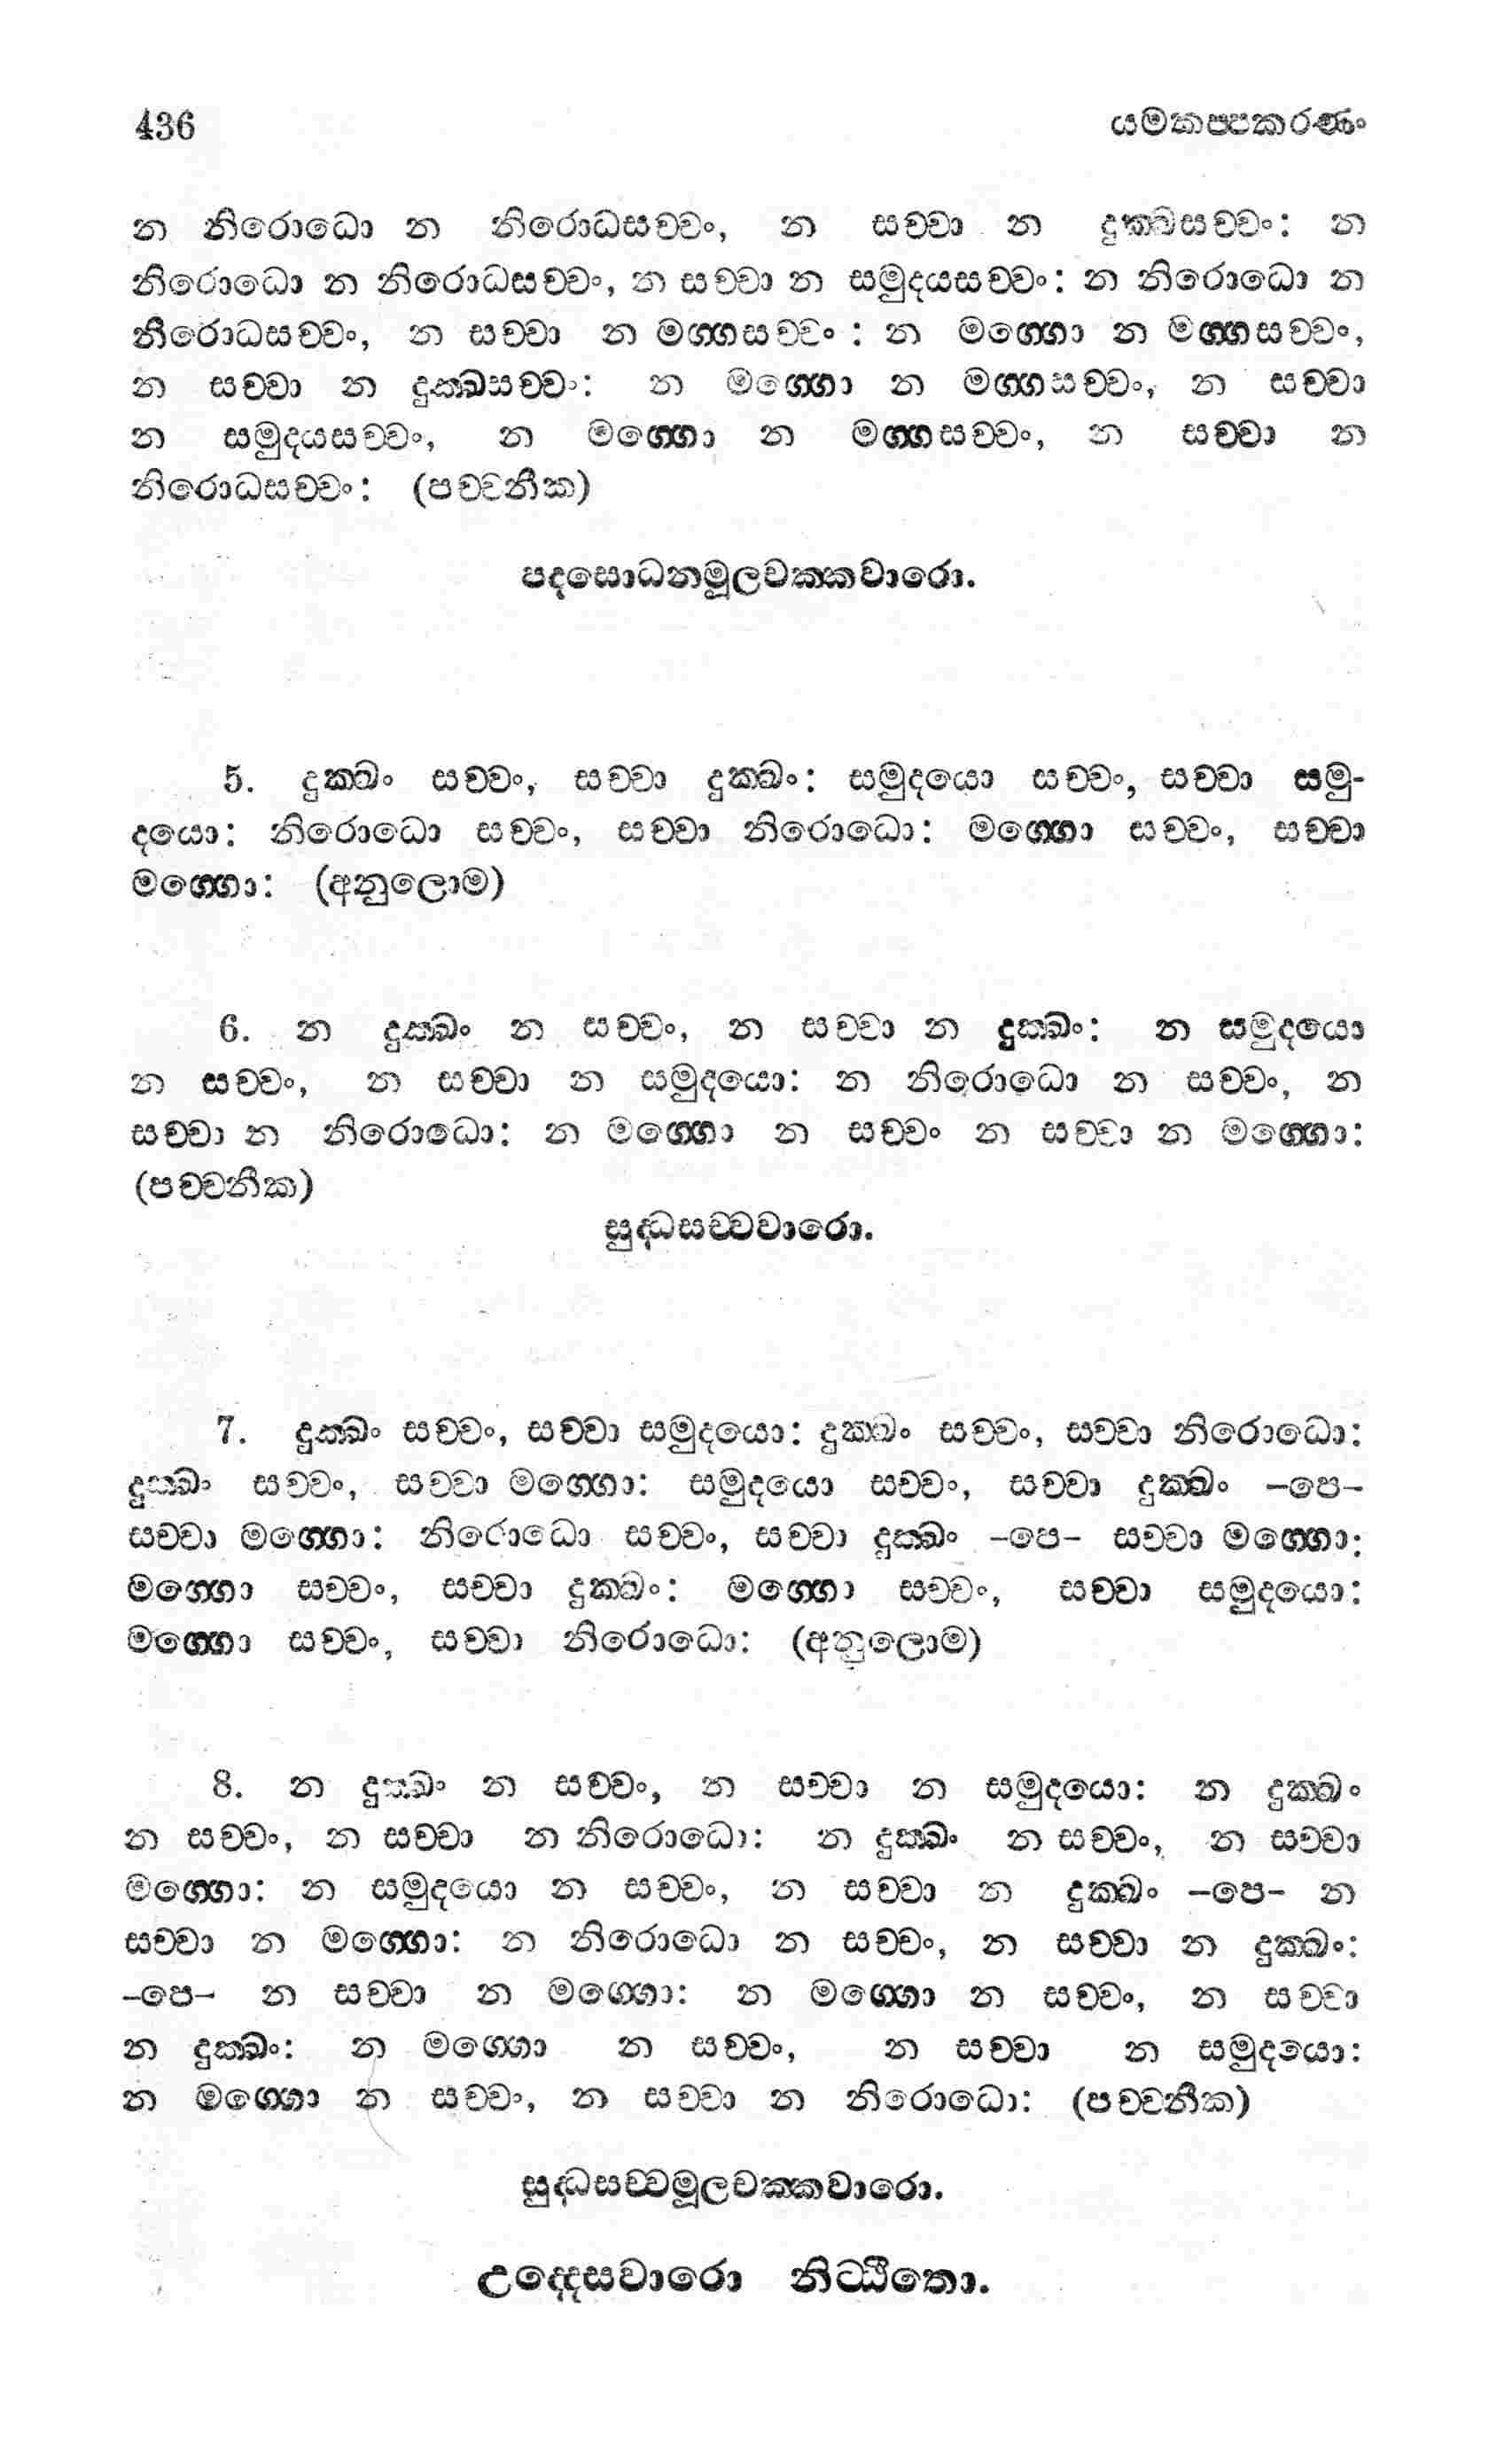 436 යමකප්පකරණං
න නිරොධො න නිරොධසච්චං, න සච්චා න දුක්ඛසච්චං: න
නිරොධො න නිරොධසච්චං, න සච්චා න සමුදයසච්චං: න නිරොධො න
නිරොධසච්චං, න සච්චා න මග්ගසච්චං : න මග්ගො න මග්ගසච්චං,
න සච්චා න දුක්ඛසච්චං: න මග්ගො න මග්ගසච්චං, න සච්චා
න සමුදයසච්චං, න මග්ගො න මග්ගසච්චං, න සච්චා න
නිරොධසච්චං: (පච්චනීක)
පදසොධනමූලචක්කවාරො.
5. දුක්ඛං සච්චං, සච්චා දුක්ඛං: සමුදයො සච්චං, සච්චා සමු-
දයො: නිරොධො සච්චං, සච්චා නිරොධො: මග්ගො සච්චං, සච්චා
මග්ගො: (අනුලොම)
6. න දුක්ඛං න සච්චං, න සච්චා න දුක්ඛං: න සමුදයො
න සච්චං, න සච්චා න සමුදයො: න නිරොධො න සච්චං, න
සච්චා න නිරොධො: න මග්ගො න සච්චං න සච්චා න මග්ගො:
(පච්චනීක)
සුද්ධසච්චවාරො.
7. දුක්ඛං සච්චං, සච්චා සමුදයො: දුක්ඛං සච්චං, සච්චා නිරොධො:
දුක්ඛං සච්චං, සච්චා මග්ගො: සමුදයො සච්චං, සච්චා දුක්ඛං –පෙ–
සච්චා මග්ගො: නිරොධො සච්චං, සච්චා දුක්ඛං –පෙ– සච්චා මග්ගො:
මග්ගො සච්චං, සච්චා දුක්ඛං: මග්ගො සච්චං, සච්චා සමුදයො:
මග්ගො සච්චං, සච්චා නිරොධො: (අනුලොම)
8. න දුක්ඛං න සච්චං, න සච්චා න සමුදයො: න දුක්ඛං
න සච්චං, න සච්චා න නිරොධො: න දුක්ඛං න සච්චං, න සච්චා
මග්ගො: න සමුදයො න සච්චං, න සච්චා න දුක්ඛං –පෙ– න
සච්චා න මග්ගො: න නිරොධො න සච්චං, න සච්චා න දුක්ඛං:
–පෙ– න සච්චා න මග්ගො: න මග්ගො න සච්චං, න සච්චා
න දුක්ඛං: න මග්ගො න සච්චං, න සච්චා න සමුදයො:
න මග්ගො න සච්චං, න සච්චා න නිරොධො: (පච්චනීක)
සුද්ධසච්චමූලචක්කවාරො.
උද්දෙසවාරො නිට්ඨිතො.